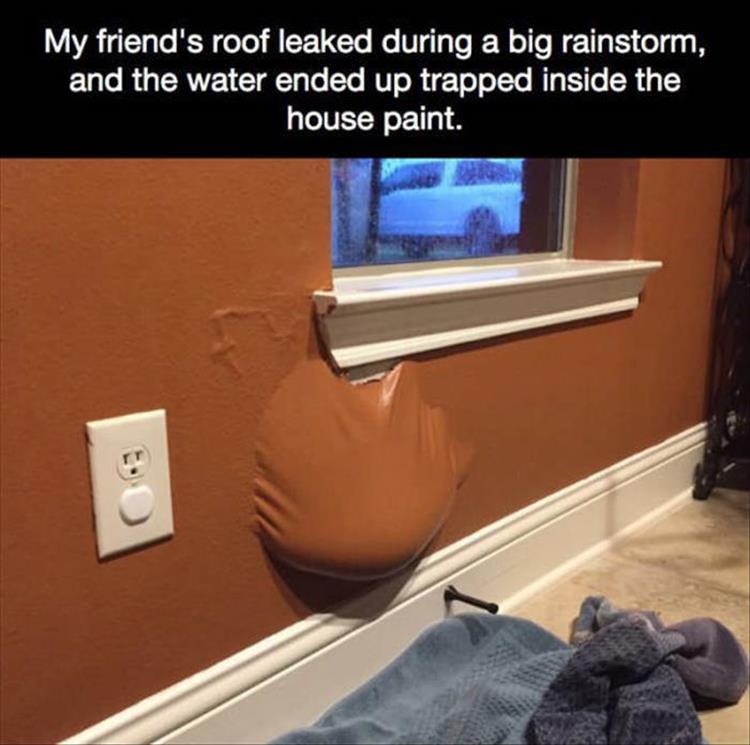 My friend's roof leaked during a big rainstorm,
and the water ended up trapped inside the
house paint.